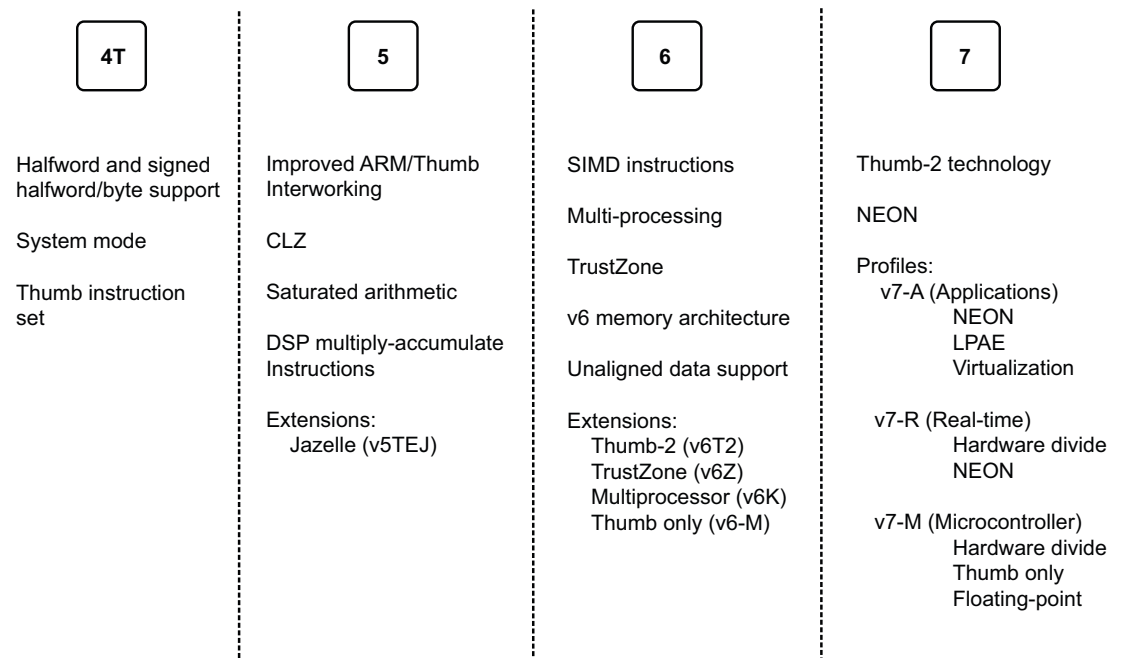 4T
Halfword and signed
halfword/byte support
System mode
Thumb instruction
set
5
Improved ARM/Thumb
Interworking
CLZ
Saturated arithmetic
DSP multiply-accumulate
Instructions
Extensions:
Jazelle (v5TEJ)
6
SIMD instructions
Multi-processing
TrustZone
v6 memory architecture
Unaligned data support
Extensions:
Thumb-2 (v6T2)
TrustZone (v6Z)
Multiprocessor (v6K)
Thumb only (v6-M)
7
Thumb-2 technology
NEON
Profiles:
v7-A (Applications)
NEON
LPAE
Virtualization
v7-R (Real-time)
Hardware divide
NEON
v7-M (Microcontroller)
Hardware divide
Thumb only
Floating-point